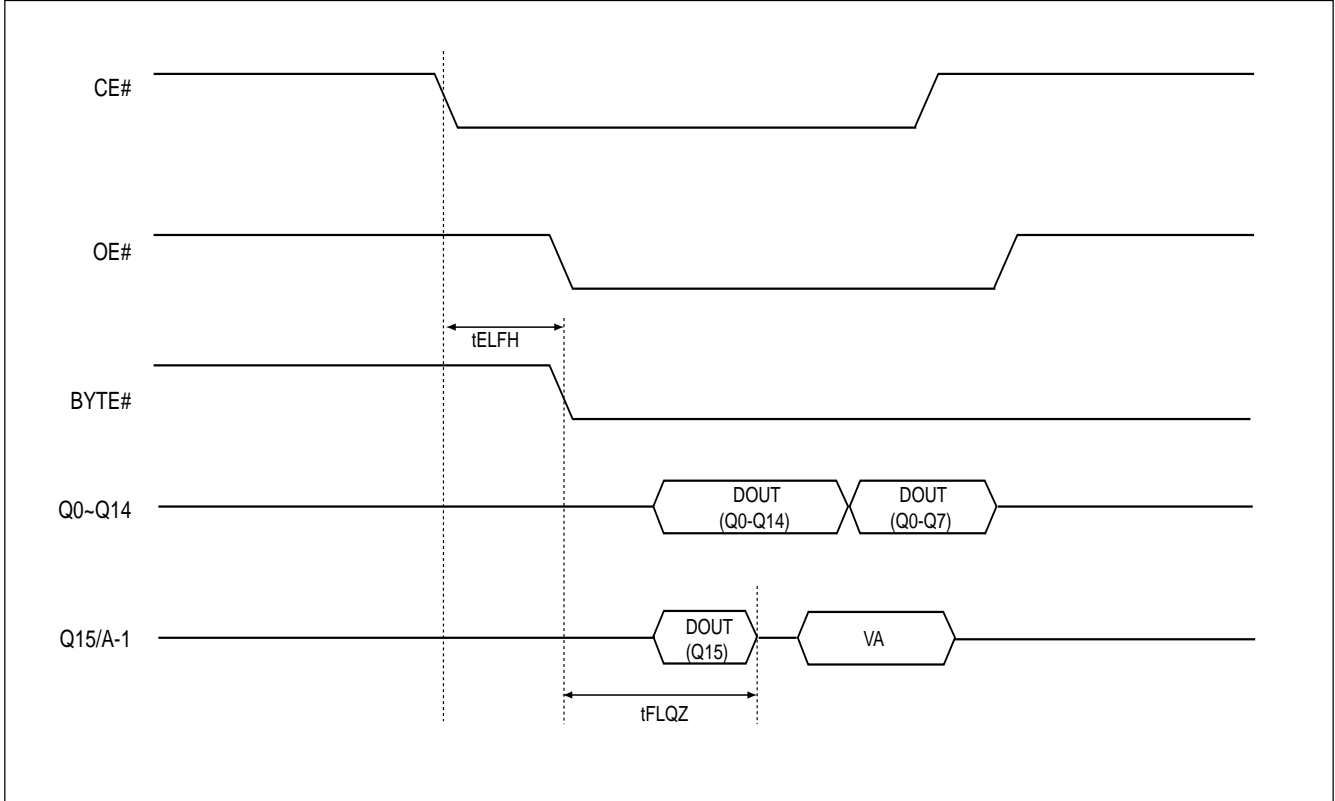 CE#
OE#
tELFH
BYTE#
Q0~Q14
DOUT
(Q0-Q14)
DOUT
(Q0-Q7)
Q15/A-1
DOUT
(Q15)
VA
tFLQZ